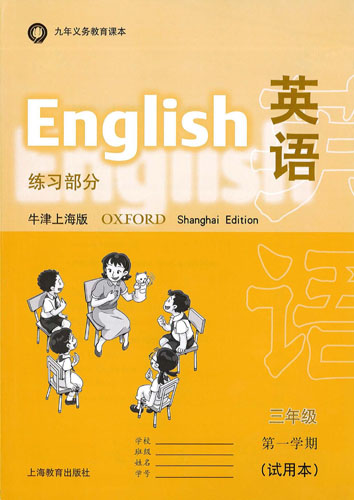 九年义务教育课本
English
英语
练习部分
牛津上海版 OXFORD Shanghai Edition
三年级
第一学期
(试用本)
学校
班级
姓名
学号
上海教育出版社